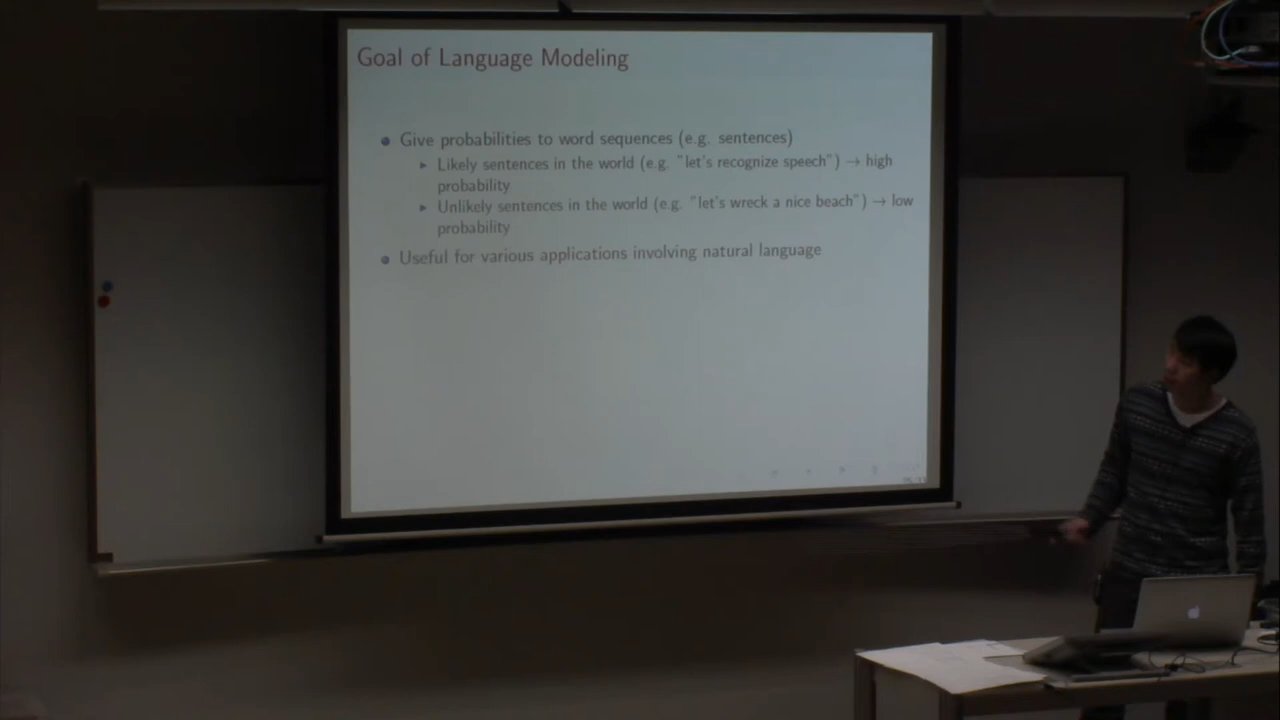 Goal of Language Modeling
Give probabilities to word sequences (e.g. sentences)
Likely sentences in the world (e.g. "let's recognize speech") → high
probability
Unlikely sentences in the world (e.g. "let's wreck a nice beach") → low
probability
Useful for various applications involving natural language